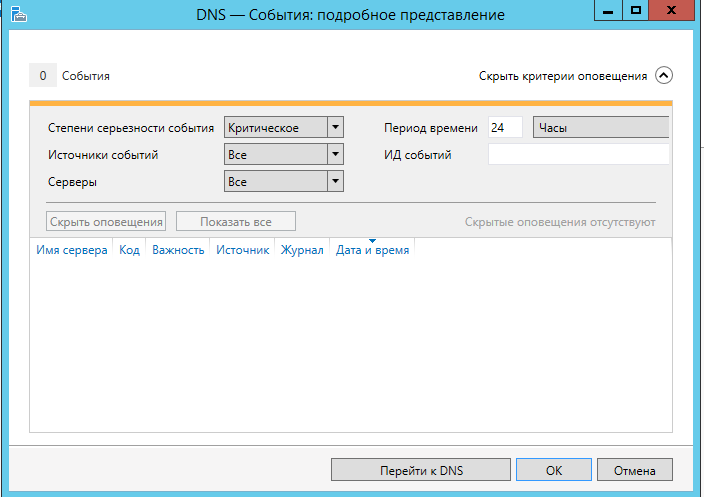 DNS — События: подробное представление
0 События Скрыть критерии оповещения
Степени серьезности события Критическое Период времени 24 Часы
Источники событий Все ИД событий
Серверы Все
Скрыть оповещения Показать все Скрытые оповещения отсутствуют
Имя сервера Код Важность Источник Журнал Дата и время
Перейти к DNS ОК Отмена